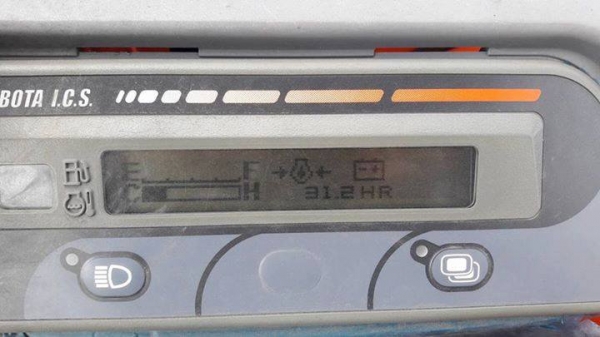 BOTA I.C.S.
E F
C H 31.2 HR